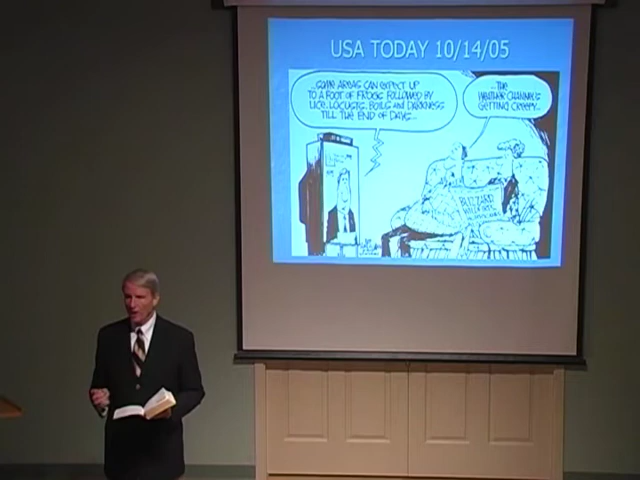 USA TODAY 10/14/05
...SOME AREAS CAN EXPECT UP
TO A FOOT OF FROGS FOLLOWED BY
LICE, LOCUSTS, BOILS AND DARKNESS
TILL THE END OF DAYS...
...THE
WEATHER CHANNEL'S
GETTING CREEPY...
BLIZZARD